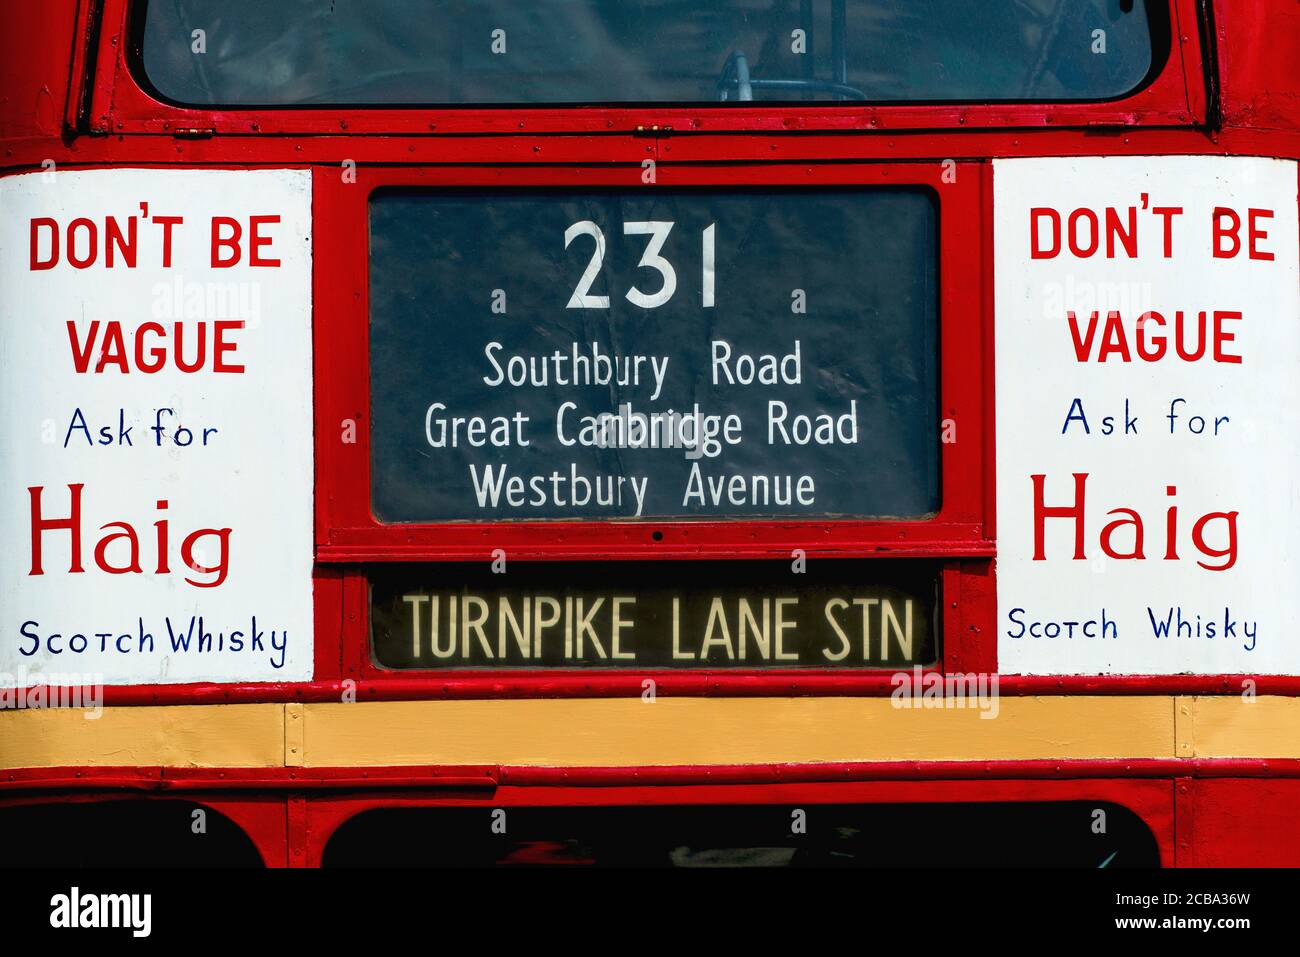 DON'T BE
VAGUE
Ask for
Haig
Scotch Whisky
231
Southbury Road
Great Cambridge Road
Westbury Avenue
TURNPIKE LANE STN
DON'T BE
VAGUE
Ask for
Haig
Scotch Whisky
alamy
Image ID: 2CBA36W
www.alamy.com